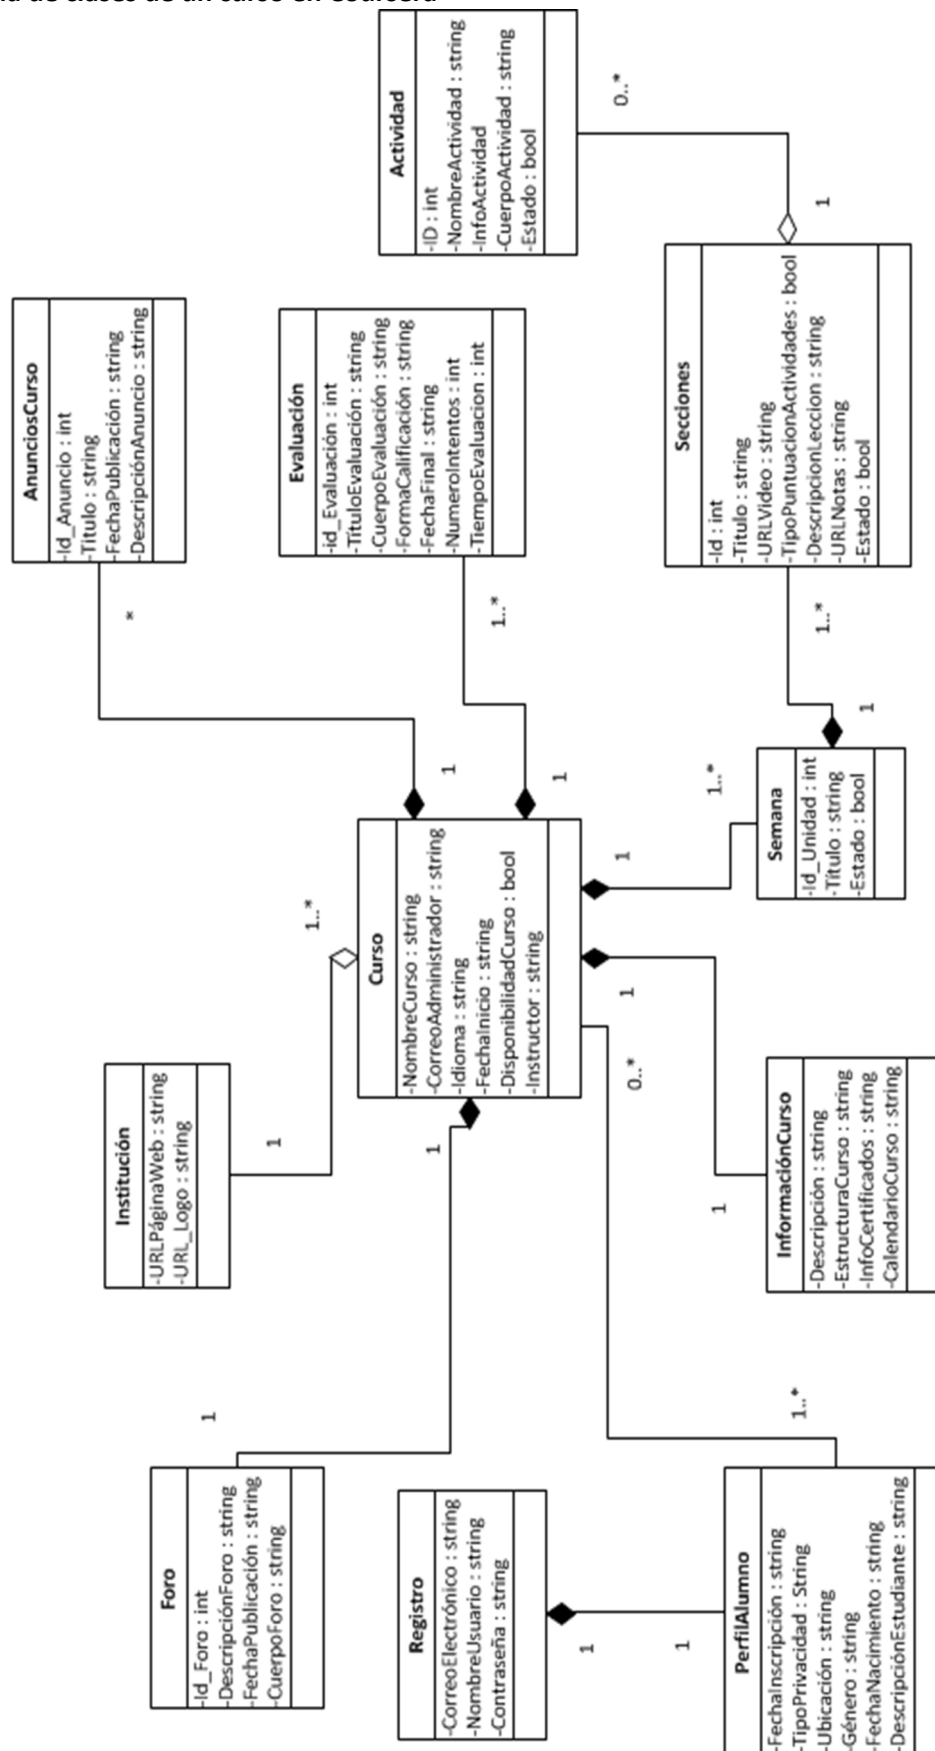 Foro
-Id_Foro : int
-DescripciónForo : string
-FechaPublicación : string
-CuerpoForo : string
1
1
Institución
-URLPáginaWeb : string
-URL_Logo : string
1
1..*
AnunciosCurso
-Id_Anuncio : int
-Título : string
-FechaPublicación : string
-DescripciónAnuncio : string
*
1
Evaluación
-id_Evaluación : int
-TítuloEvaluación : string
-CuerpoEvaluación : string
-FormaCalificación : string
-FechaFinal : string
-NumeroIntentos : int
-TiempoEvaluacion : int
1..*
1
Actividad
-ID : int
-NombreActividad : string
-InfoActividad
-CuerpoActividad : string
-Estado : bool
0..*
1
Curso
-NombreCurso : string
-CorreoAdministrador : string
-Idioma : string
-FechaInicio : string
-DisponibilidadCurso : bool
-Instructor : string
Registro
-CorreoElectrónico : string
-NombreUsuario : string
-Contraseña : string
1
1
PerfilAlumno
-FechaInscripción : string
-TipoPrivacidad : String
-Ubicación : string
-Género : string
-FechaNacimiento : string
-DescripciónEstudiante : string
1..*
0..*
InformaciónCurso
-Descripción : string
-EstructuraCurso : string
-InfoCertificados : string
-CalendarioCurso : string
1
1
Semana
-Id_Unidad : int
-Título : string
-Estado : bool
1
1..*
Secciones
-Id : int
-Título : string
-URLVideo : string
-TipoPuntuacionActividades : bool
-DescripcionLeccion : string
-URLNotas : string
-Estado : bool
1
1..*